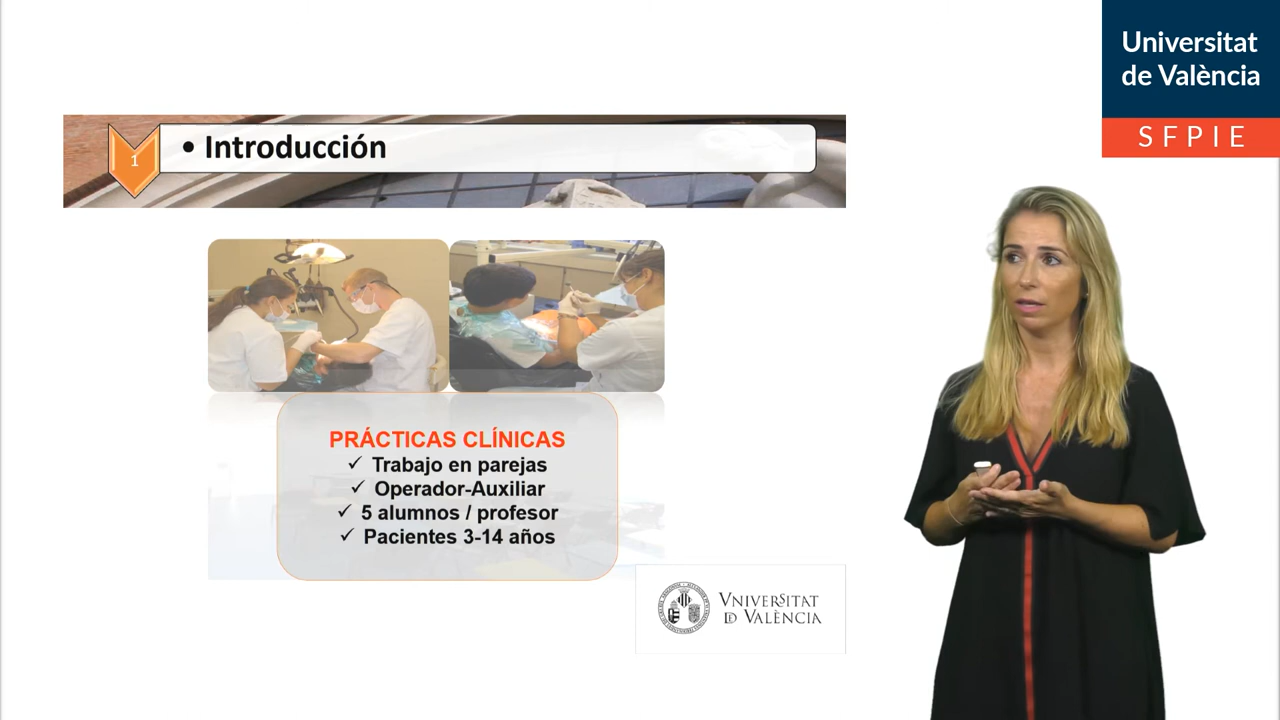 Universitat
de València
SFPIE
1
• Introducción
PRÁCTICAS CLÍNICAS
✓ Trabajo en parejas
✓ Operador-Auxiliar
✓ 5 alumnos / profesor
✓ Pacientes 3-14 años
VNIVERSITAT
DE VALÈNCIA